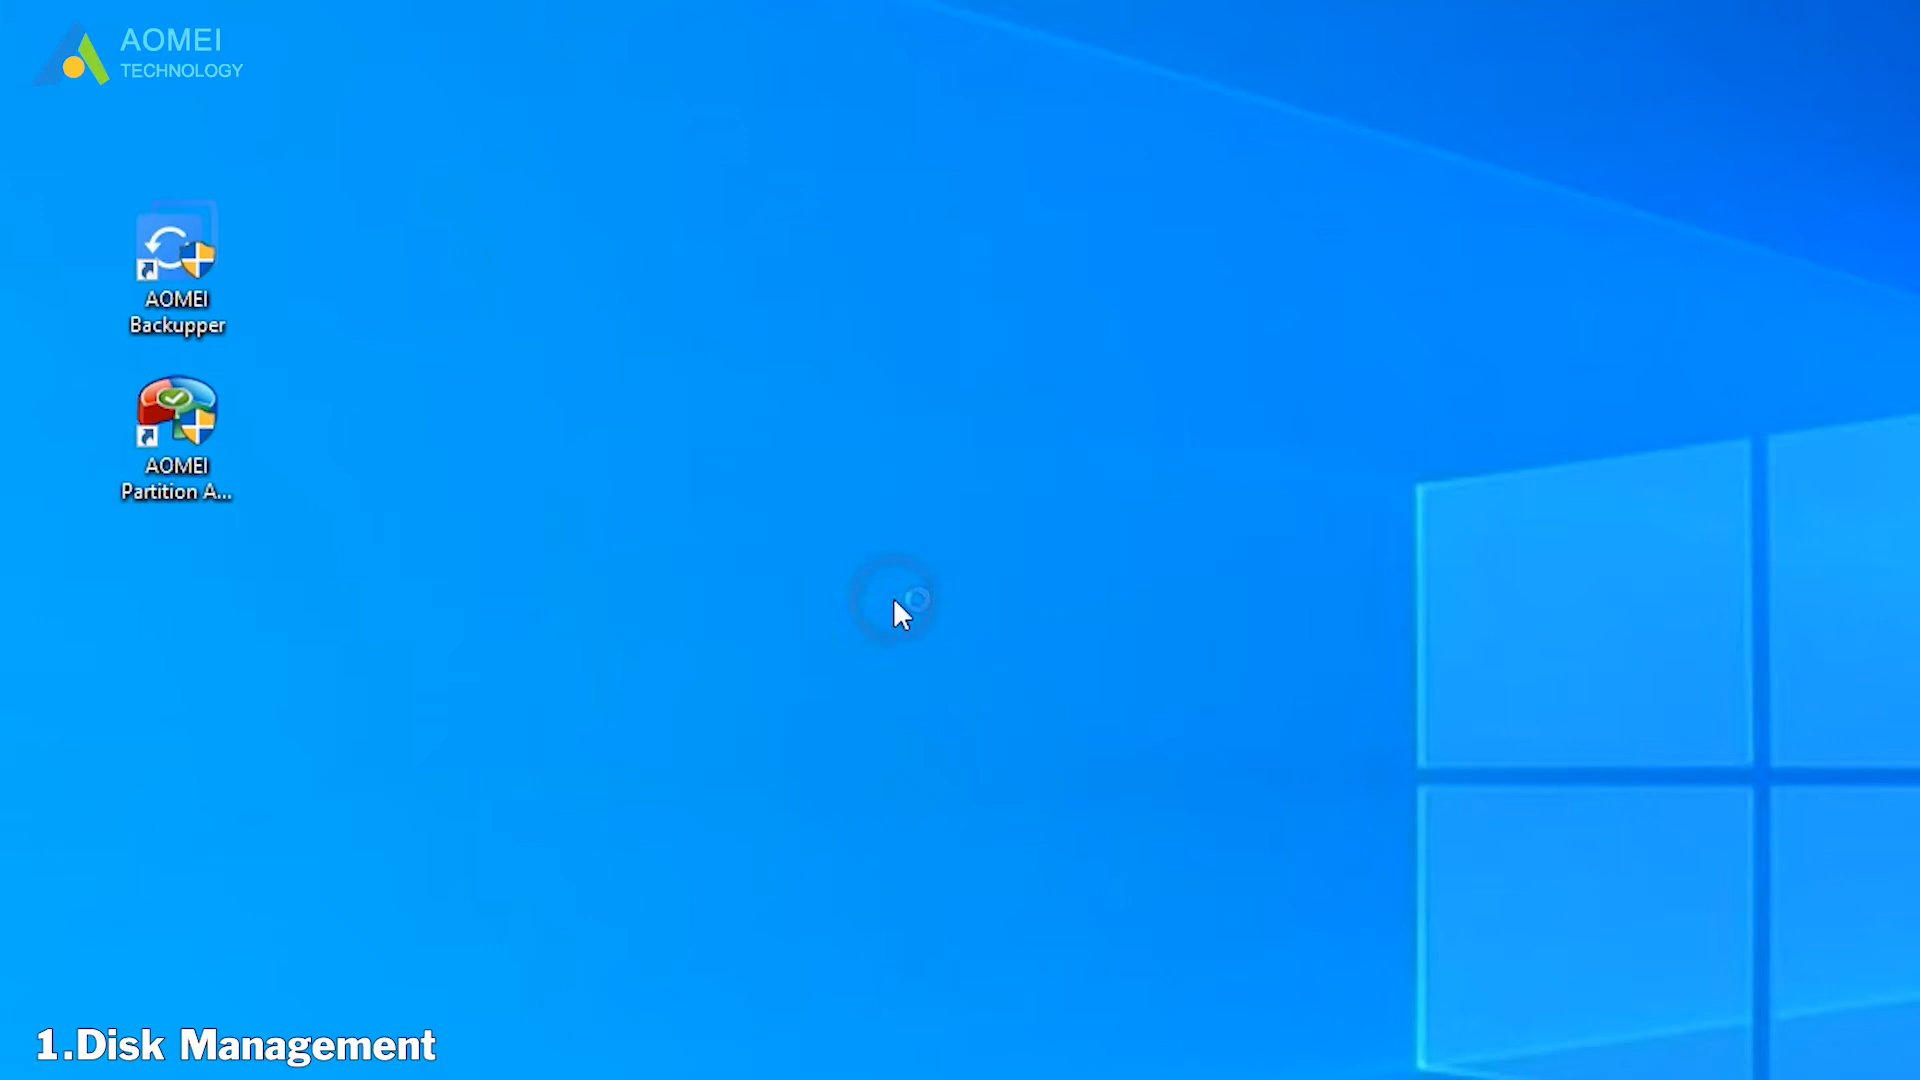 AOMEI
TECHNOLOGY
AOMEI
Backupper
AOMEI
Partition A...
1.Disk Management